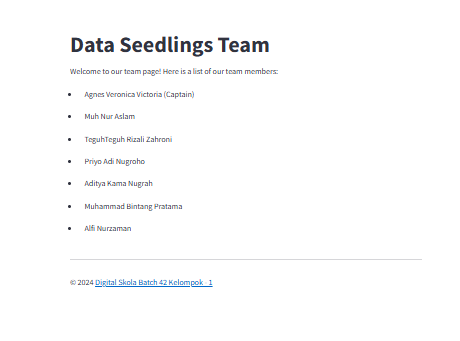 Data Seedlings Team
Welcome to our team page! Here is a list of our team members:
Agnes Veronica Victoria (Captain)
Muh Nur Aslam
TeguhTeguh Rizali Zahroni
Priyo Adi Nugroho
Aditya Kama Nugrah
Muhammad Bintang Pratama
Alfi Nurzaman
© 2024 Digital Skola Batch 42 Kelompok - 1